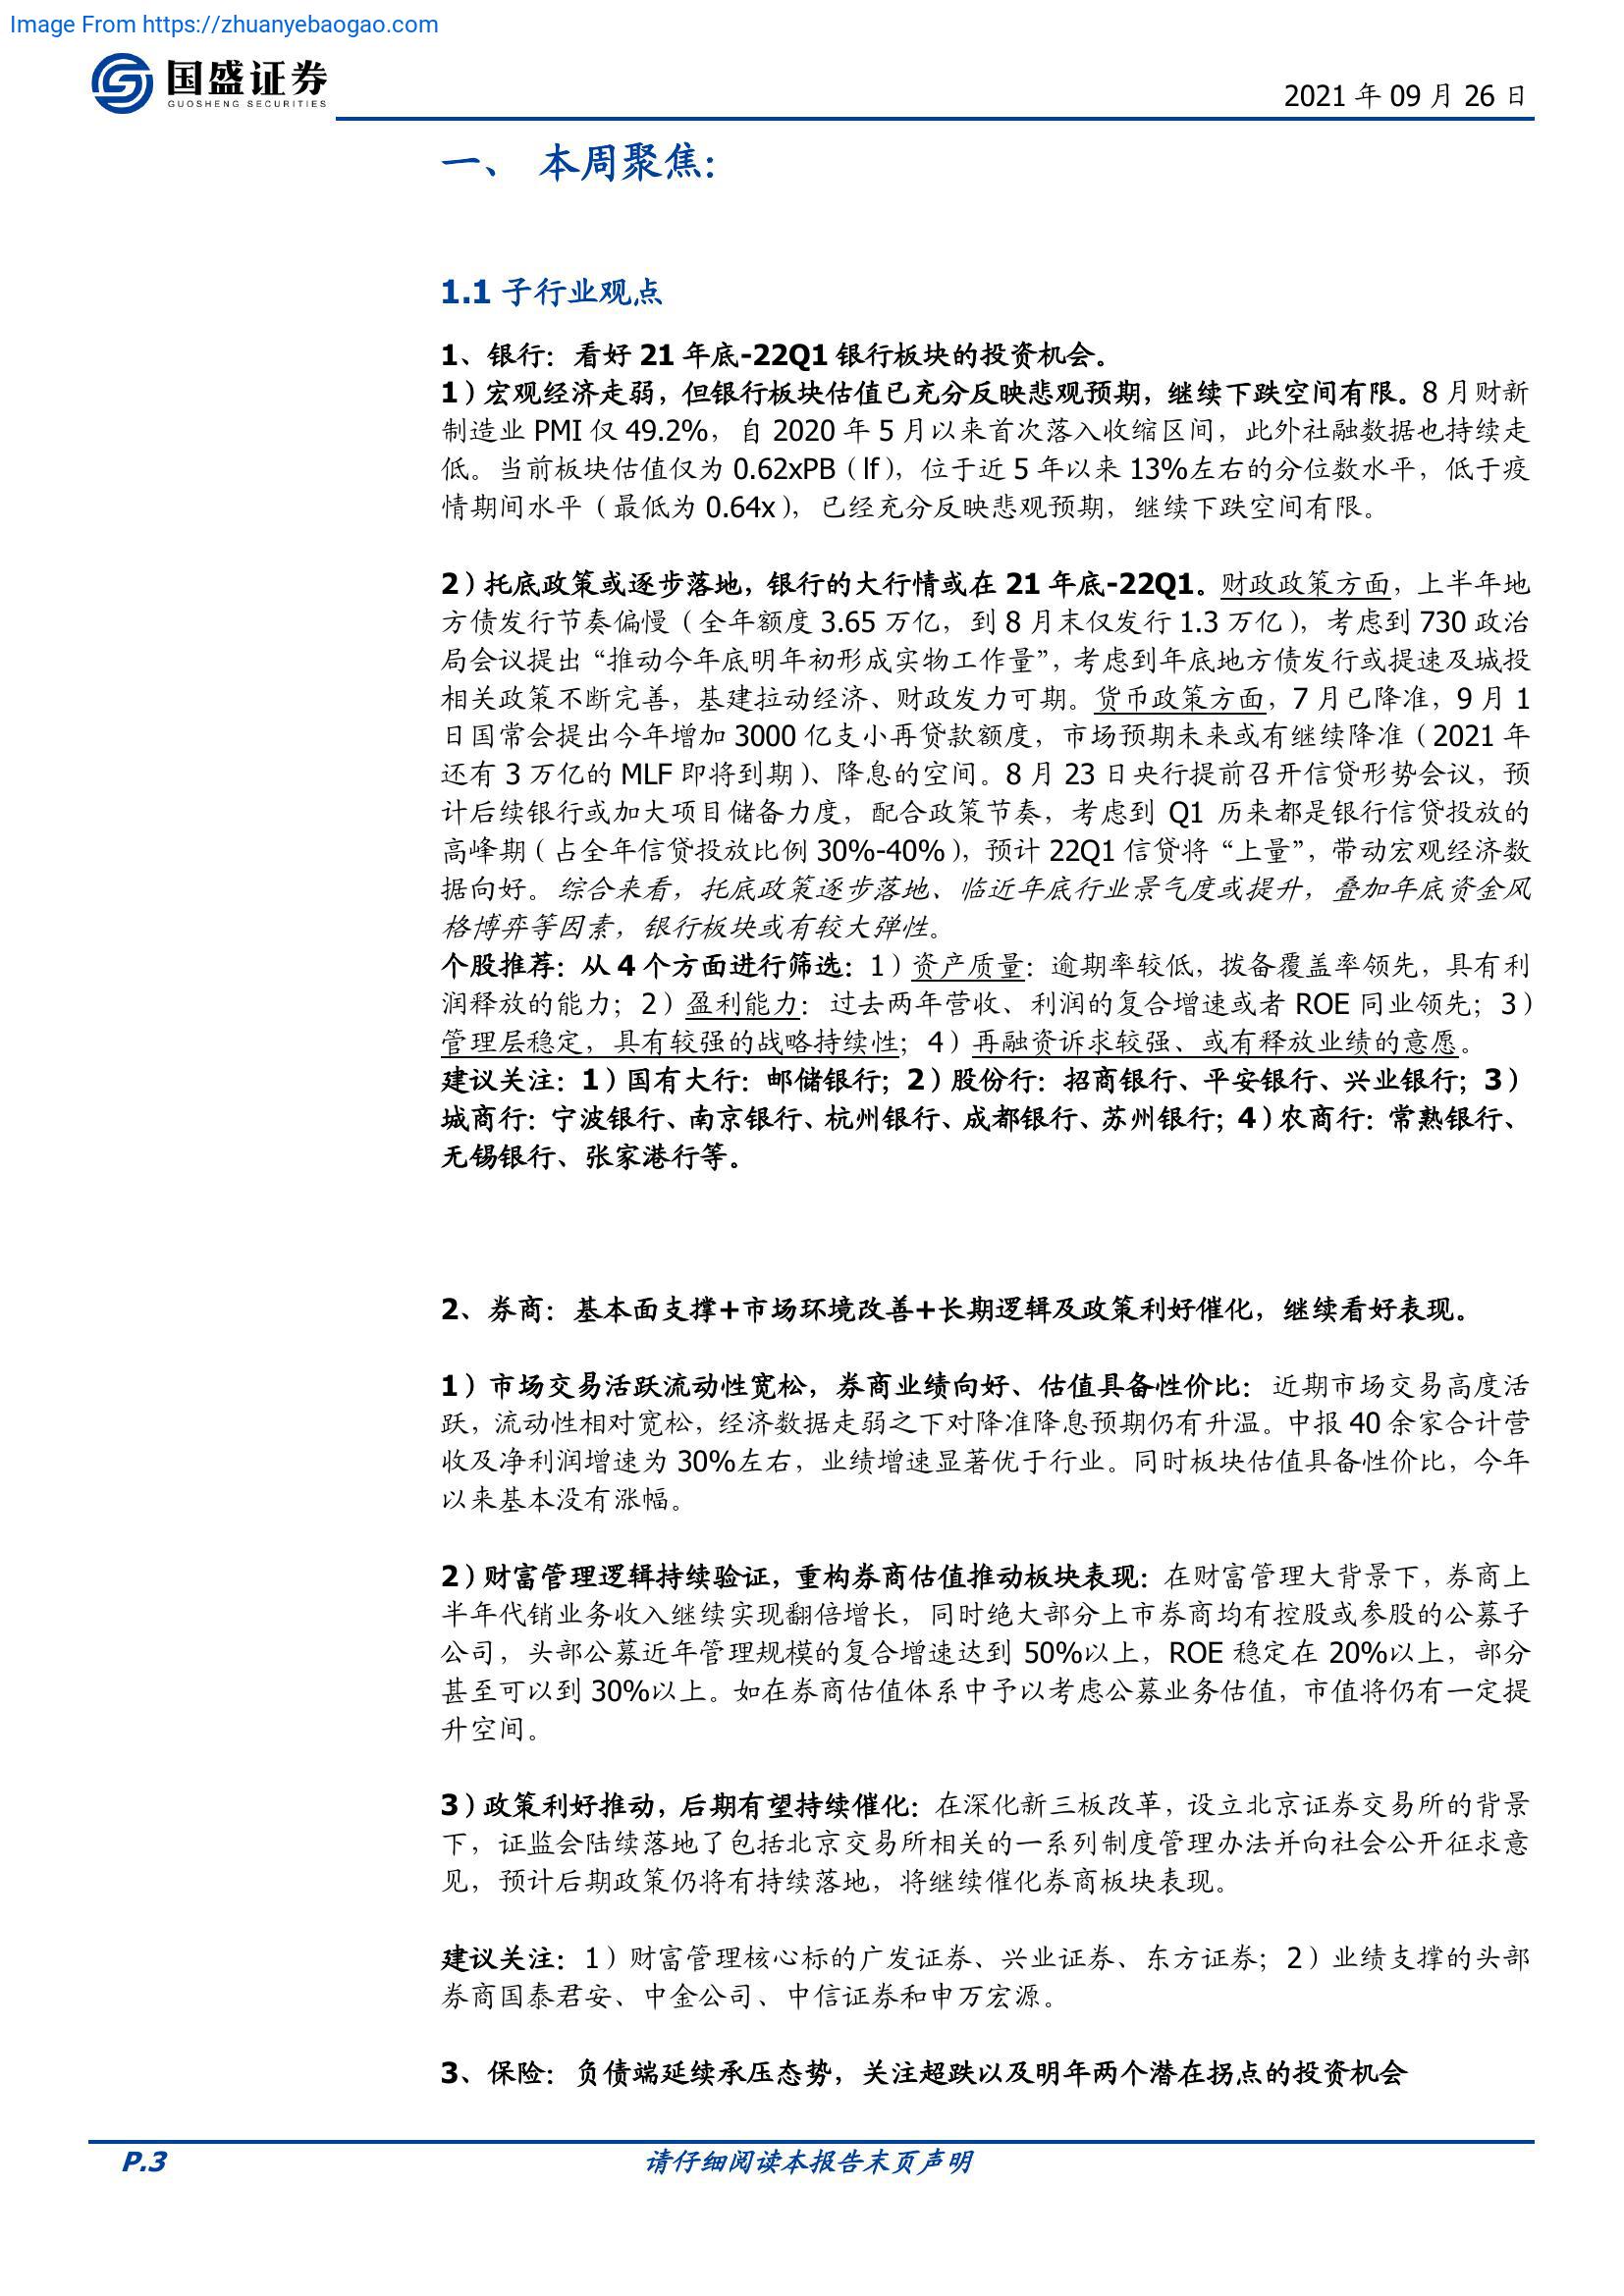 Image From https://zhuanyebaogao.com
国盛证券
GUOSHENG SECURITIES
2021 年 09 月 26 日
一、 本周聚焦：
1.1 子行业观点
1、银行：看好 21 年底-22Q1 银行板块的投资机会。
1）宏观经济走弱，但银行板块估值已充分反映悲观预期，继续下跌空间有限。8 月财新
制造业 PMI 仅 49.2%，自 2020 年 5 月以来首次落入收缩区间，此外社融数据也持续走
低。当前板块估值仅为 0.62xPB（lf），位于近 5 年以来 13%左右的分位数水平，低于疫
情期间水平（最低为 0.64x），已经充分反映悲观预期，继续下跌空间有限。
2）托底政策或逐步落地，银行的大行情或在 21 年底-22Q1。财政政策方面，上半年地
方债发行节奏偏慢（全年额度 3.65 万亿，到 8 月末仅发行 1.3 万亿），考虑到 730 政治
局会议提出“推动今年底明年初形成实物工作量”，考虑到年底地方债发行或提速及城投
相关政策不断完善，基建拉动经济、财政发力可期。货币政策方面，7 月已降准，9 月 1
日国常会提出今年增加 3000 亿支小再贷款额度，市场预期未来或有继续降准（2021 年
还有 3 万亿的 MLF 即将到期）、降息的空间。8 月 23 日央行提前召开信贷形势会议，预
计后续银行或加大项目储备力度，配合政策节奏，考虑到 Q1 历来都是银行信贷投放的
高峰期（占全年信贷投放比例 30%-40%），预计 22Q1 信贷将“上量”，带动宏观经济数
据向好。综合来看，托底政策逐步落地、临近年底行业景气度或提升，叠加年底资金风
格博弈等因素，银行板块或有较大弹性。
个股推荐：从 4 个方面进行筛选：1）资产质量：逾期率较低，拨备覆盖率领先，具有利
润释放的能力；2）盈利能力：过去两年营收、利润的复合增速或者 ROE 同业领先；3）
管理层稳定，具有较强的战略持续性；4）再融资诉求较强、或有释放业绩的意愿。
建议关注：1）国有大行：邮储银行；2）股份行：招商银行、平安银行、兴业银行；3）
城商行：宁波银行、南京银行、杭州银行、成都银行、苏州银行；4）农商行：常熟银行、
无锡银行、张家港行等。
2、券商：基本面支撑+市场环境改善+长期逻辑及政策利好催化，继续看好表现。
1）市场交易活跃流动性宽松，券商业绩向好、估值具备性价比：近期市场交易高度活
跃，流动性相对宽松，经济数据走弱之下对降准降息预期仍有升温。中报 40 余家合计营
收及净利润增速为 30%左右，业绩增速显著优于行业。同时板块估值具备性价比，今年
以来基本没有涨幅。
2）财富管理逻辑持续验证，重构券商估值推动板块表现：在财富管理大背景下，券商上
半年代销业务收入继续实现翻倍增长，同时绝大部分上市券商均有控股或参股的公募子
公司，头部公募近年管理规模的复合增速达到 50%以上，ROE 稳定在 20%以上，部分
甚至可以到 30%以上。如在券商估值体系中予以考虑公募业务估值，市值将仍有一定提
升空间。
3）政策利好推动，后期有望持续催化：在深化新三板改革，设立北京证券交易所的背景
下，证监会陆续落地了包括北京交易所相关的一系列制度管理办法并向社会公开征求意
见，预计后期政策仍将有持续落地，将继续催化券商板块表现。
建议关注：1）财富管理核心标的广发证券、兴业证券、东方证券；2）业绩支撑的头部
券商国泰君安、中金公司、中信证券和申万宏源。
3、保险：负债端延续承压态势，关注超跌以及明年两个潜在拐点的投资机会
P.3
请仔细阅读本报告末页声明